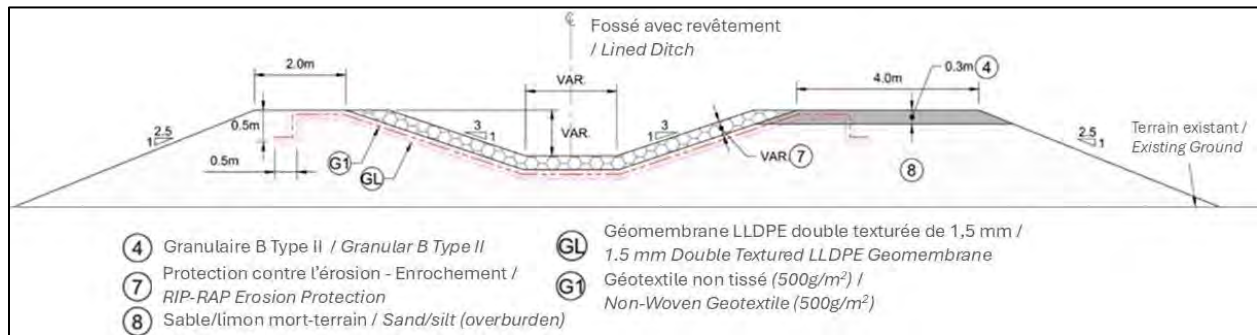 ℄ Fossé avec revêtement
/ Lined Ditch
2.0m
VAR.
4.0m
0.3m 4
0.5m
VAR.
3
1
3
1
2.5
1
2.5
1
0.5m
G1
GL
VAR. 7
8
Terrain existant /
Existing Ground
4 Granulaire B Type ii / Granular B Type II
7 Protection contre l'érosion - Enrochement /
RIP-RAP Erosion Protection
8 Sable/limon mort-terrain / Sand/silt (overburden)
GL Géomembrane LLDPE double texturée de 1,5 mm /
1.5 mm Double Textured LLDPE Geomembrane
G1 Géotextile non tissé (500g/m²) /
Non-Woven Geotextile (500g/m²)